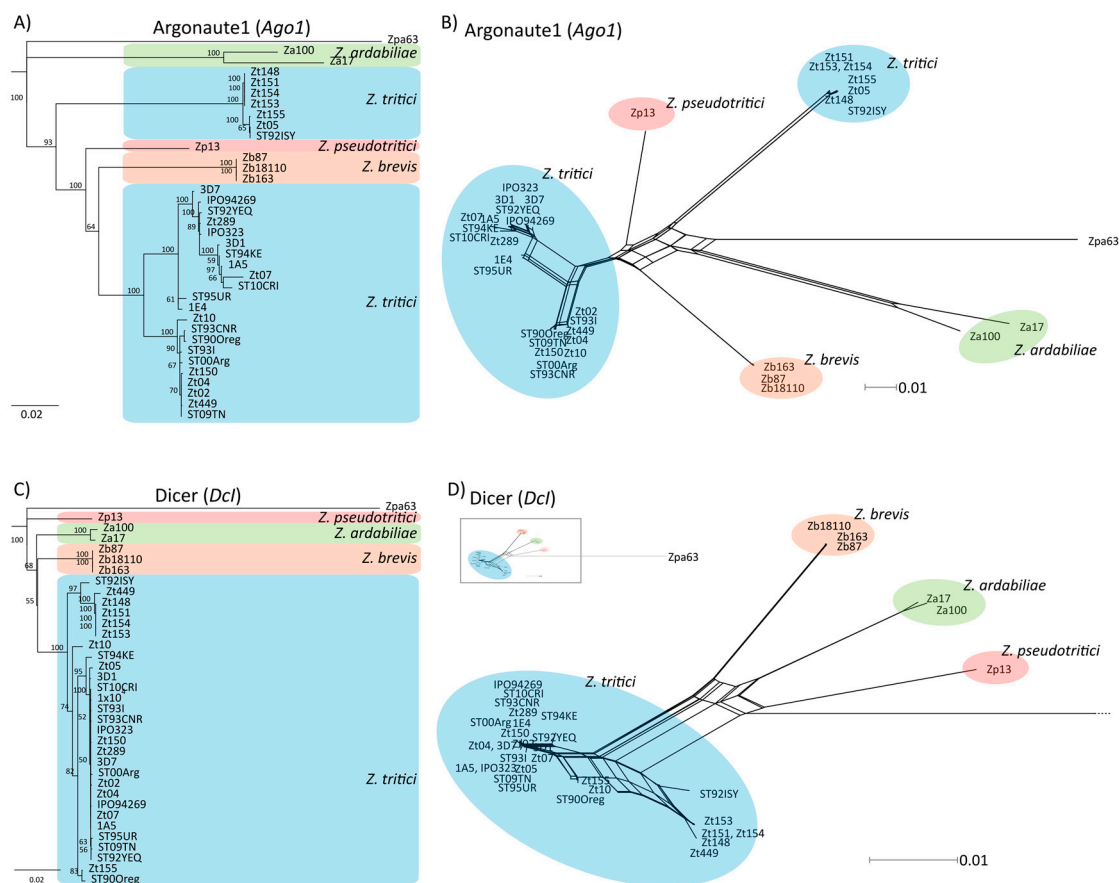 A)
Argonaute1 (Ago1)
Zpa63
100
Za100
Z. ardabiliae
Za17
100
Zt148
100
Zt151
100
Zt154
Z. tritici
100
Zt153
Zt155
Zt05
65
ST92ISY
93
Zp13
Z. pseudotritici
100
Zb87
100
Zb18110
Z. brevis
100
Zb163
3D7
100
IPO94269
ST92YEQ
100
Zt289
89
IPO323
64
3D1
100
ST94KE
59
1A5
97
Zt07
66
ST10CRI
100
61
ST95UR
1E4
Z. tritici
Zt10
ST93CNR
100
ST90Oreg
90
ST93I
ST00Arg
67
Zt150
Zt04
70
Zt02
Zt449
ST09TN
0.02
B)
Argonaute1 (Ago1)
Zt151
Z. tritici
Zt153, Zt154
Zt155
Zt05
Zt148
ST92ISY
Z. pseudotritici
Zp13
Z. tritici
IPO323
3D1 3D7
ST92YEQ
Zt07 1A5 IPO94269
ST94KE
ST10CRI Zt289
1E4
ST95UR
Zpa63
Zt02
ST93I
ST90Oreg Zt449
ST09TN Zt04
Zt150 Zt10
ST00Arg
ST93CNR
Za17
Za100
Z. ardabiliae
Z. brevis
Zb163
Zb87
Zb18110
0.01
C)
Dicer (Dcl)
Zpa63
Zp13
Z. pseudotritici
100
Za100
100
Z. ardabiliae
Za17
68
Zb87
100
Zb18110
Z. brevis
100
Zb163
55
ST92ISY
97
Zt449
100
Zt148
100
Zt151
100
Zt154
100
Zt153
100
Zt10
ST94KE
95
Zt05
3D1
100
ST10CRI
74
1x10
ST93I
52
ST93CNR
IPO323
Zt150
Zt289
50
3D7
82
ST00Arg
Z. tritici
Zt02
Zt04
IPO94269
Zt07
1A5
63
ST95UR
56
ST09TN
ST92YEQ
83
Zt155
ST90Oreg
0.02
D)
Dicer (Dcl)
Zpa63
Z. brevis
Zb18110
Zb163
Zb87
Z. ardabiliae
Za17
Za100
Z. pseudotritici
Zp13
Z. tritici
IPO94269
ST10CRI
ST93CNR
Zt289 ST94KE
ST00Arg 1E4
Zt150
ST92YEQ
Zt04, 3D7
ST93I Zt07
1A5, IPO323 Zt05
ST09TN Zt155
ST95UR Zt10
ST90Oreg
ST92ISY
Zt153
Zt151, Zt154
Zt148
Zt449
0.01